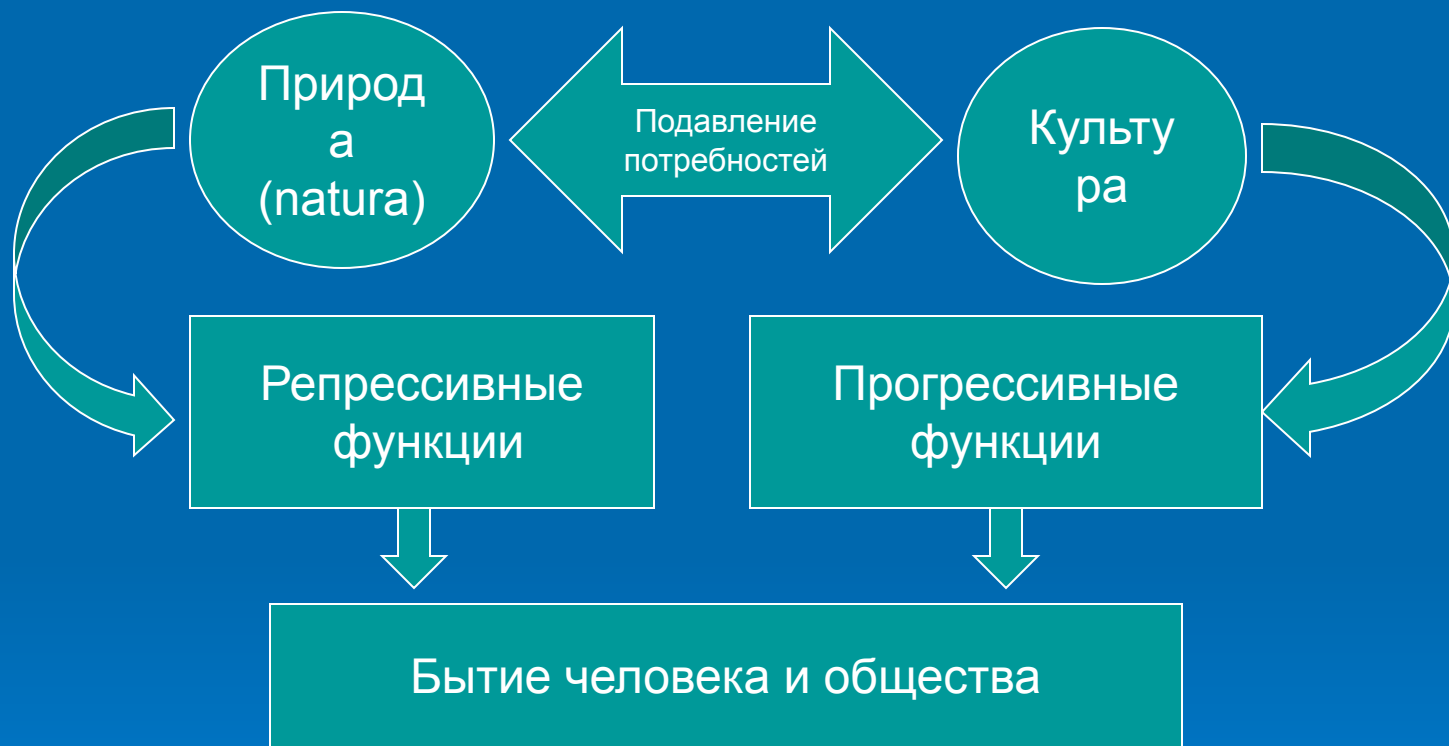 Природ
а
(natura)
Подавление
потребностей
Культу
ра
Репрессивные
функции
Прогрессивные
функции
Бытие человека и общества